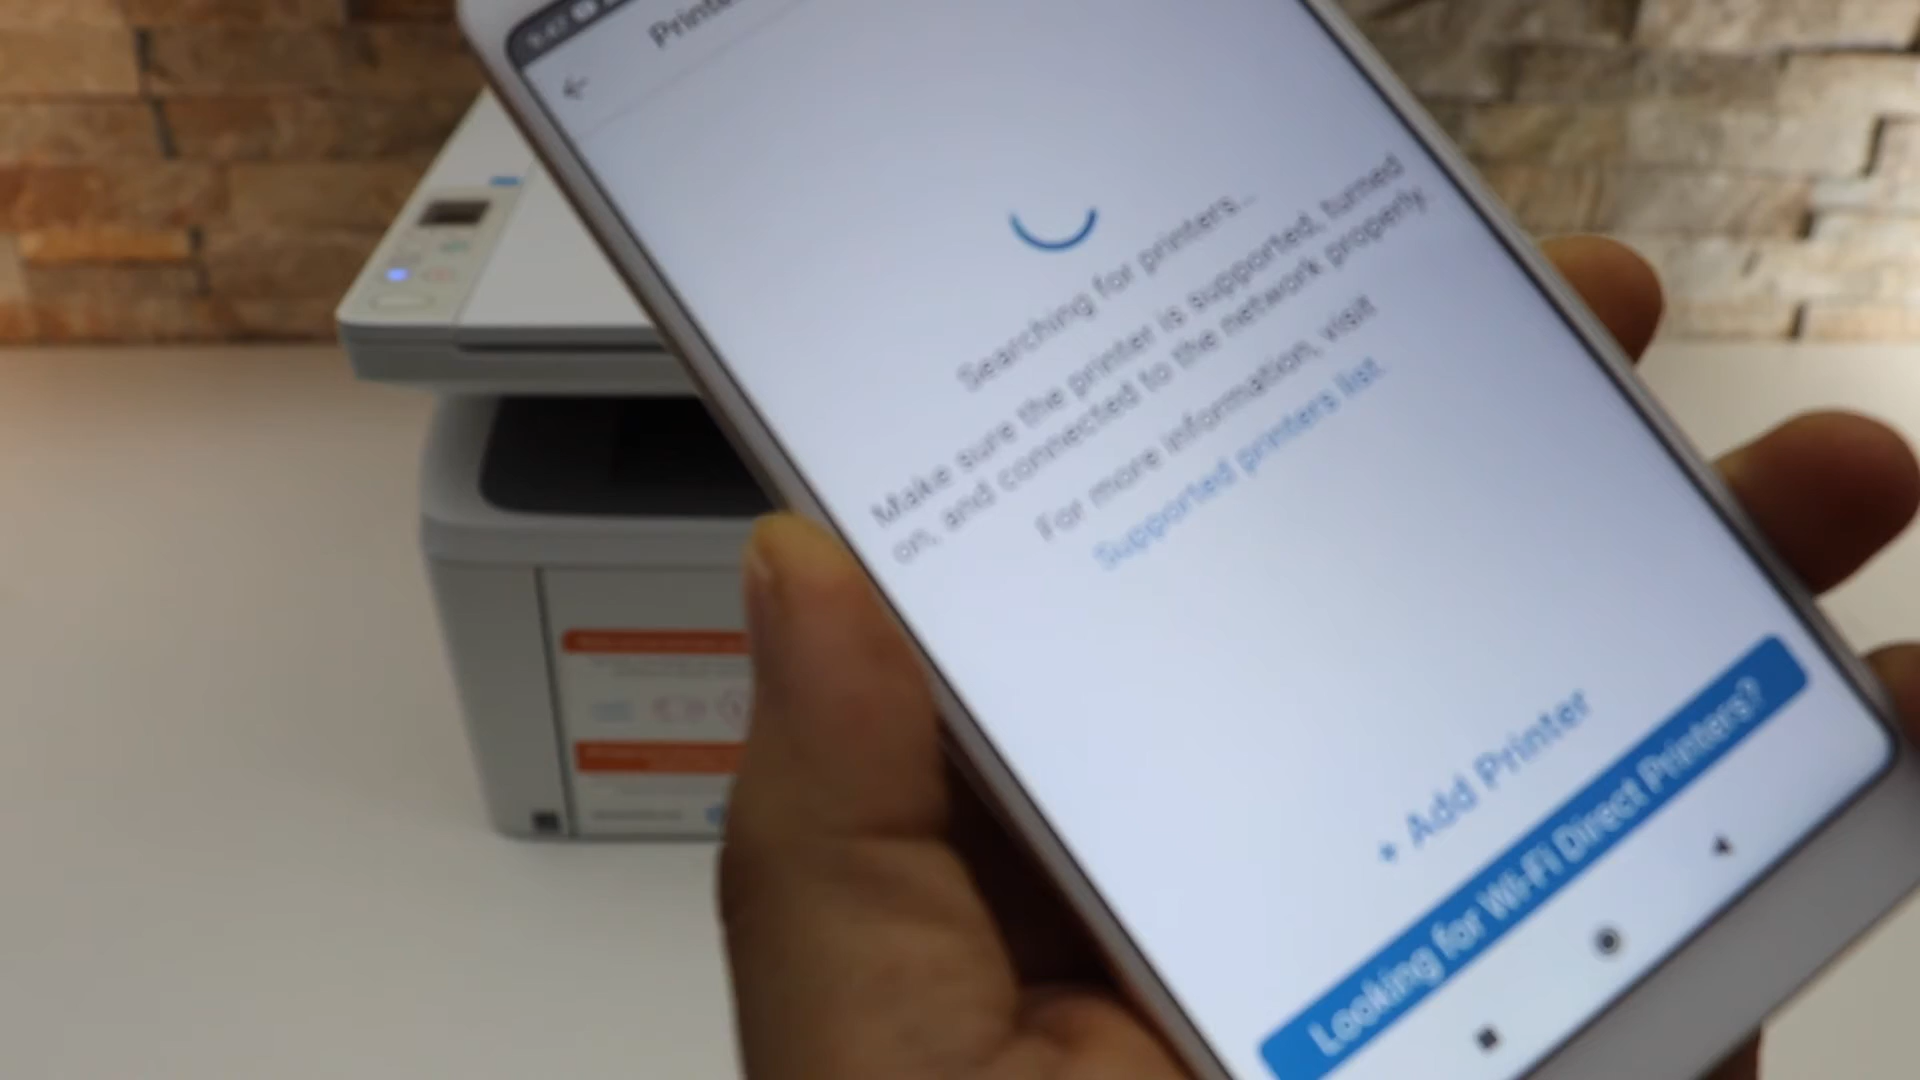 Searching for printers...
Make sure the printer is supported, turned
on, and connected to the network properly.
For more information, visit
Supported printers list.
+ Add Printer
Looking for Wi-Fi Direct Printers?